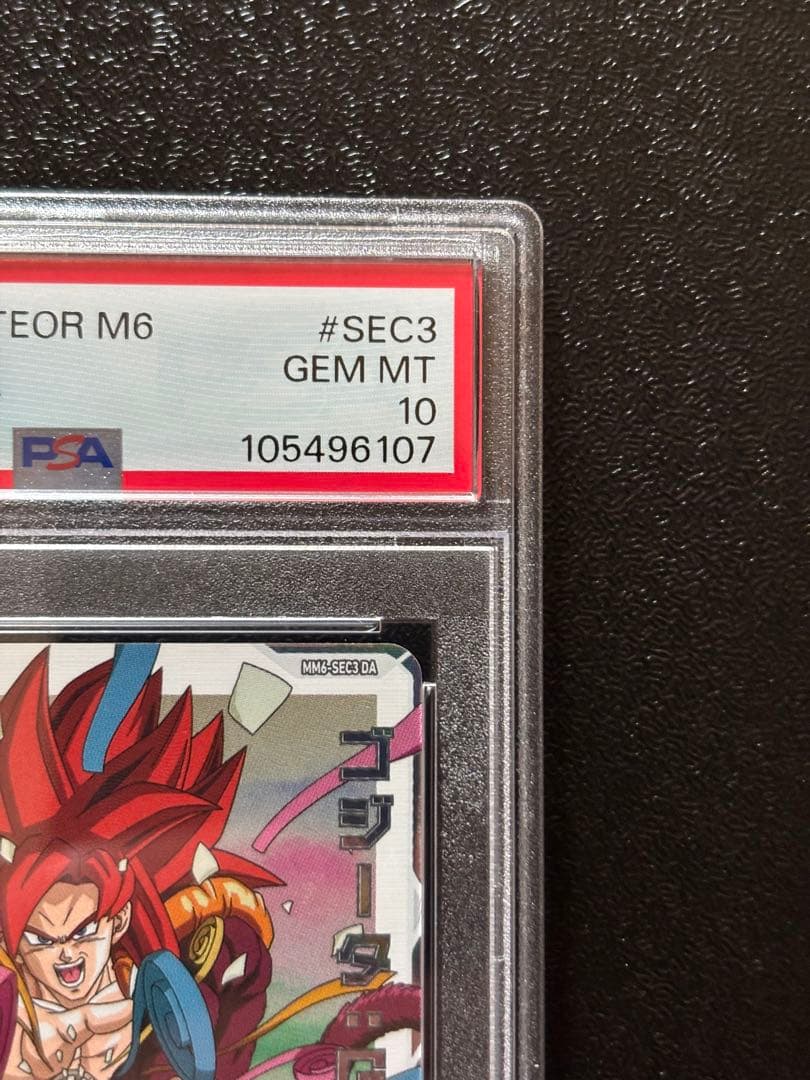 TEOR M6
#SEC3
GEM MT
10
PSA
105496107
MM6-SEC3 DA
ゴジータ:G